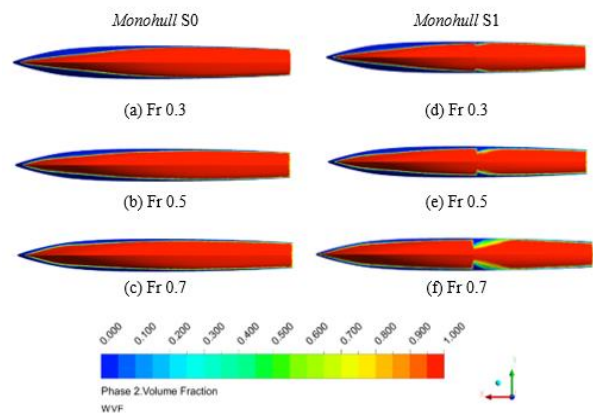 Monohull S0
Monohull S1
(a) Fr 0.3
(d) Fr 0.3
(b) Fr 0.5
(e) Fr 0.5
(c) Fr 0.7
(f) Fr 0.7
0.000 0.100 0.200 0.300 0.400 0.500 0.600 0.700 0.800 0.900 1.000
Phase 2.Volume Fraction
WVF